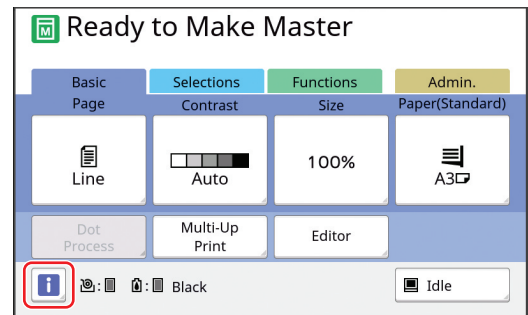 M Ready to Make Master
Basic Selections Functions Admin.
Page Contrast Size Paper(Standard)
Line Auto 100% A3
Dot Process Multi-Up Print Editor
i : : Black Idle